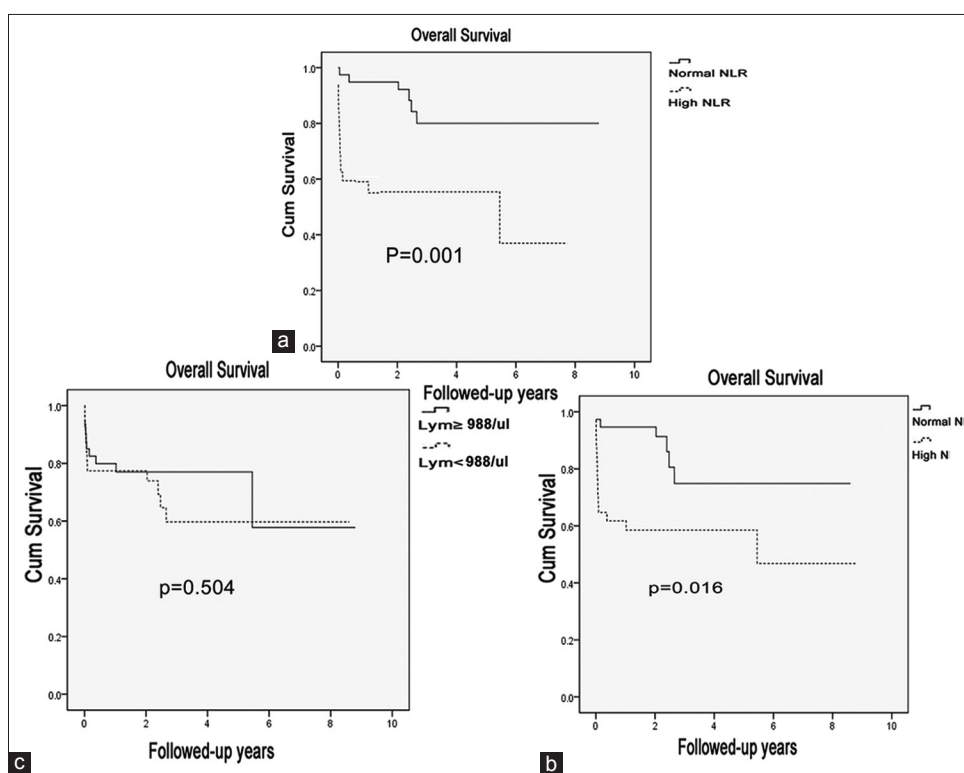 Overall Survival
Normal NLR
High NLR
1.0
0.8
0.6
0.4
0.2
0.0
Cum Survival
P=0.001
0 2 4 6 8 10
Followed-up years
a
Overall Survival
Lym≥ 988/ul
Lym<988/ul
1.0
0.8
0.6
0.4
0.2
0.0
Cum Survival
p=0.504
0 2 4 6 8 10
Followed-up years
c
Overall Survival
Normal NI
High N
1.0
0.8
0.6
0.4
0.2
0.0
Cum Survival
p=0.016
0 2 4 6 8 10
Followed-up years
b